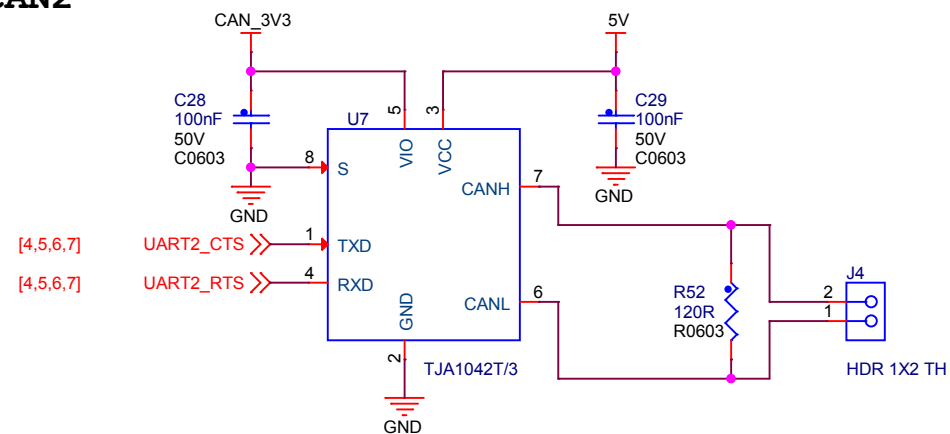 CAN2
CAN_3V3
5V
C28
100nF
50V
C0603
C29
100nF
50V
C0603
U7
5
3
VIO
VCC
8
S
GND
GND
CANH
7
[4,5,6,7]
UART2_CTS
1
TXD
[4,5,6,7]
UART2_RTS
4
RXD
CANL
6
GND
2
TJA1042T/3
GND
R52
120R
R0603
J4
2
1
HDR 1X2 TH